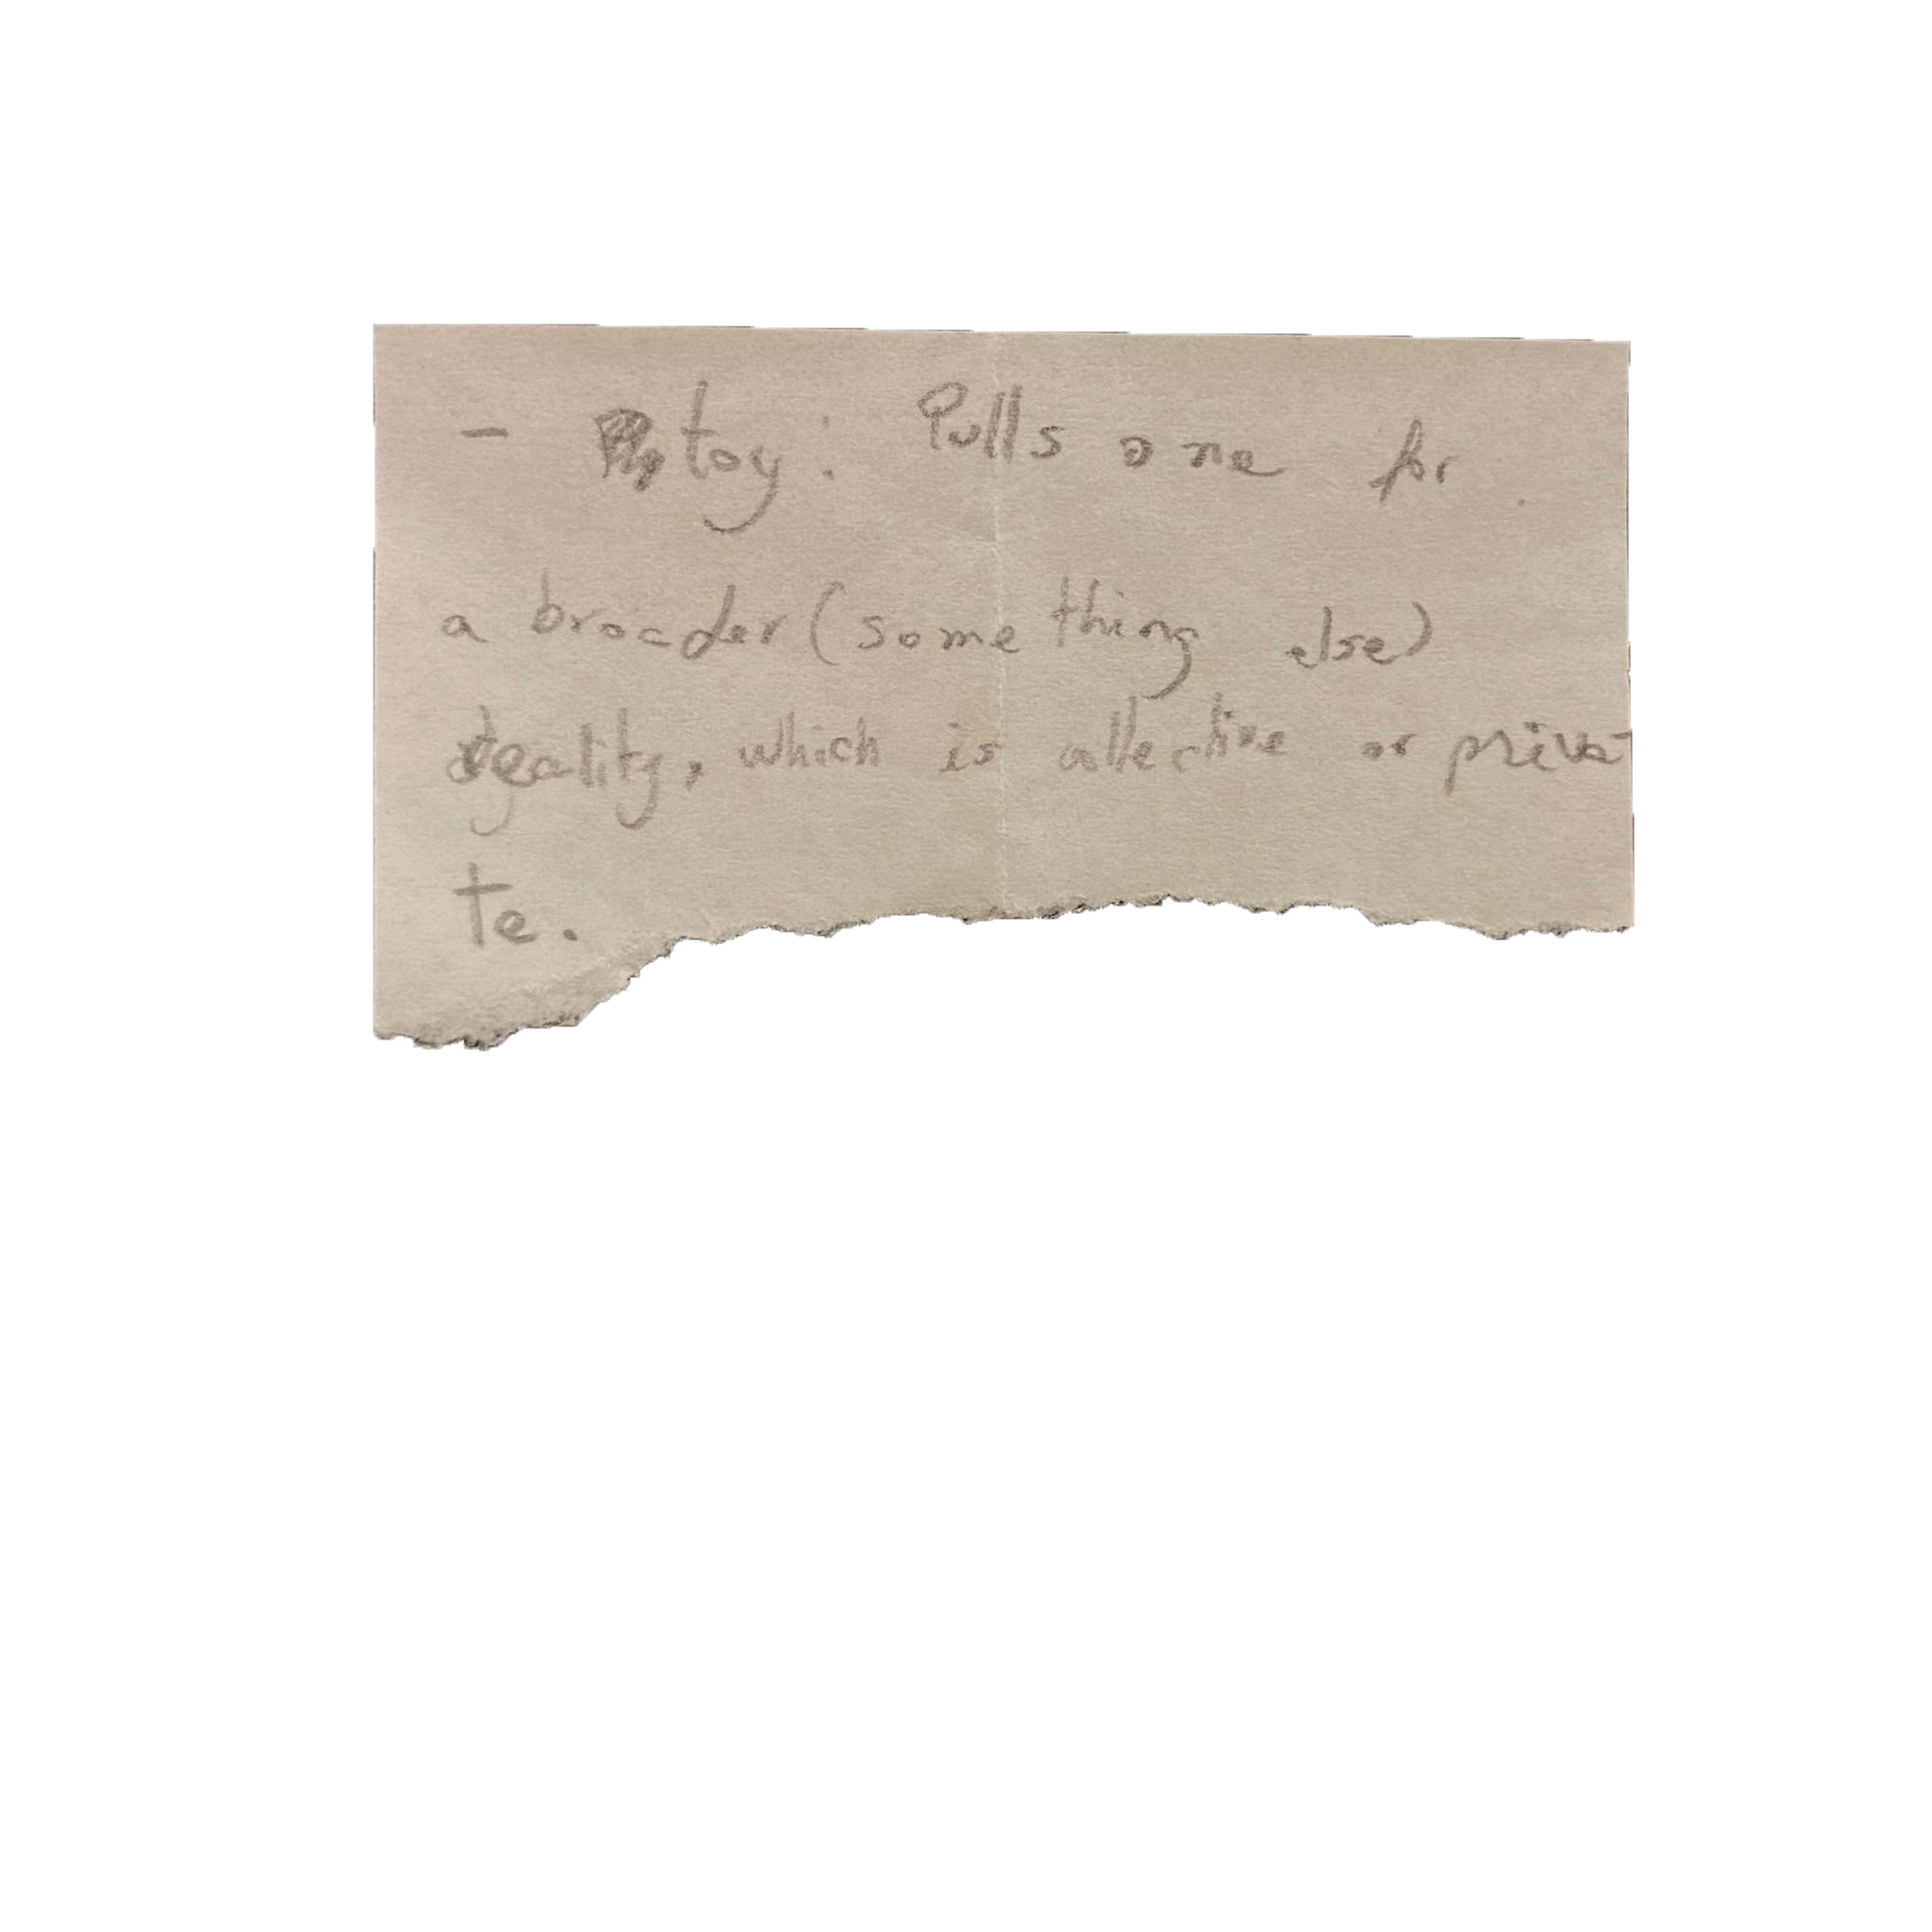 - toy: Pulls one for
a broader (something else)
reality, which is collective or priva-
te.